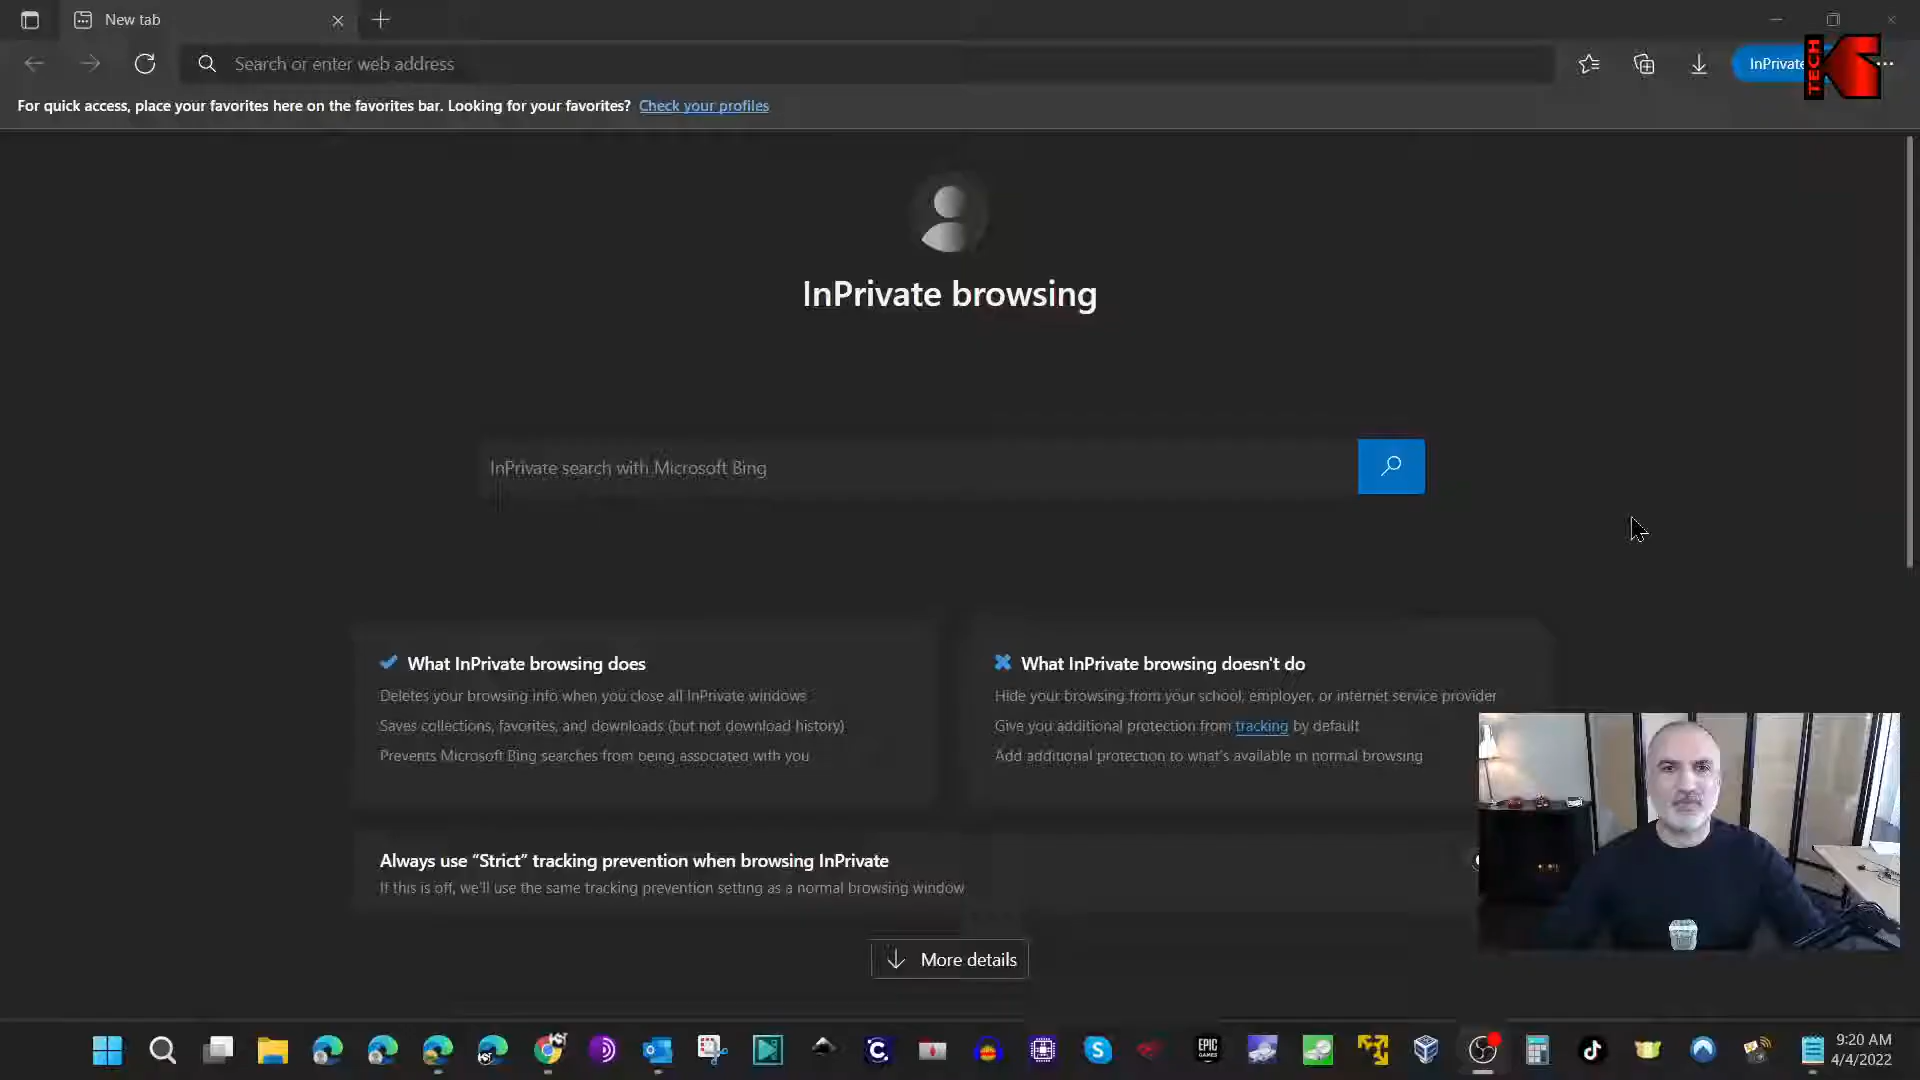 New tab
Search or enter web address
InPrivate
TECH
For quick access, place your favorites here on the favorites bar. Looking for your favorites? Check your profiles
InPrivate browsing
InPrivate search with Microsoft Bing
What InPrivate browsing does
Deletes your browsing info when you close all InPrivate windows
Saves collections, favorites, and downloads (but not download history)
Prevents Microsoft Bing searches from being associated with you
What InPrivate browsing doesn't do
Hide your browsing from your school, employer, or internet service provider
Give you additional protection from tracking by default
Add additional protection to what's available in normal browsing
Always use “Strict” tracking prevention when browsing InPrivate
If this is off, we'll use the same tracking prevention setting as a normal browsing window
More details
EPIC
GAMES
9:20 AM
4/4/2022